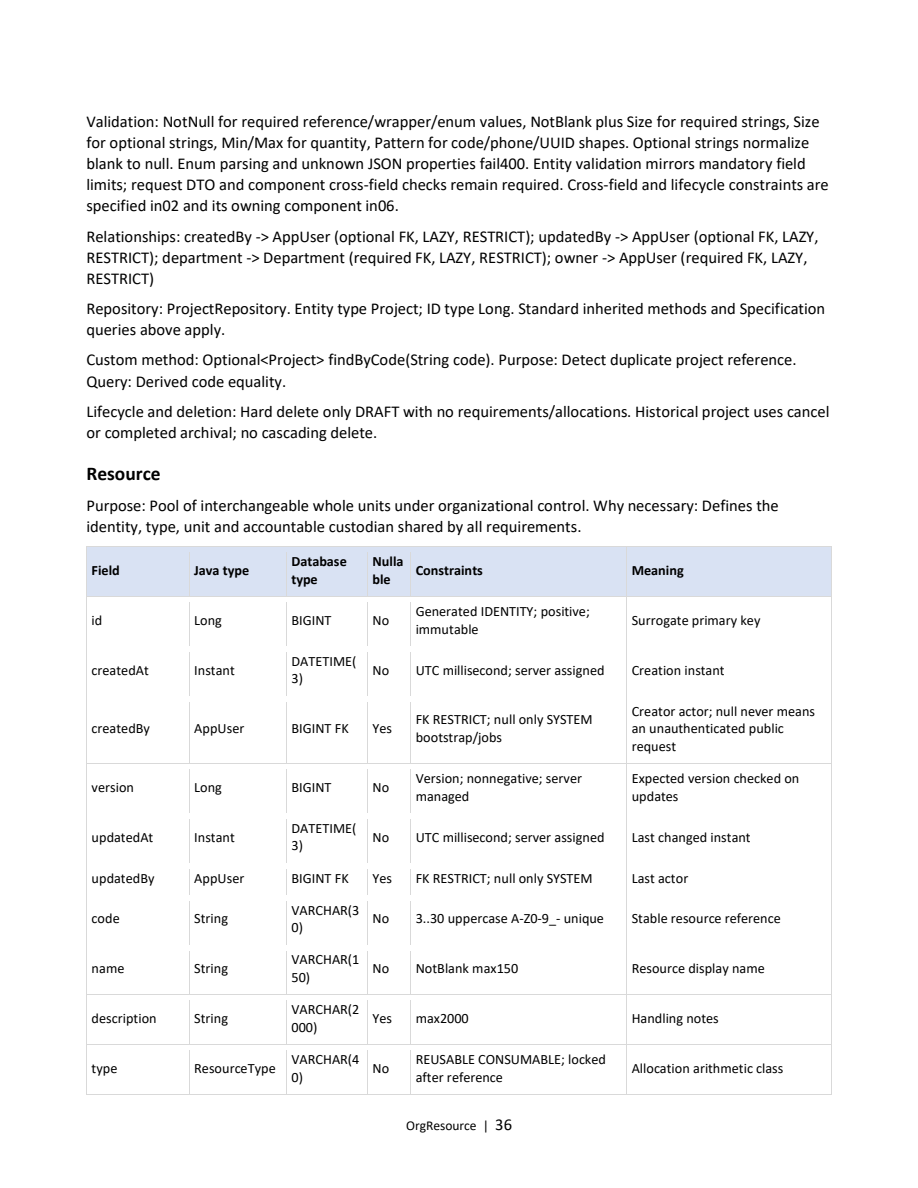 Validation: NotNull for required reference/wrapper/enum values, NotBlank plus Size for required strings, Size
for optional strings, Min/Max for quantity, Pattern for code/phone/UUID shapes. Optional strings normalize
blank to null. Enum parsing and unknown JSON properties fail400. Entity validation mirrors mandatory field
limits; request DTO and component cross-field checks remain required. Cross-field and lifecycle constraints are
specified in02 and its owning component in06.
Relationships: createdBy -> AppUser (optional FK, LAZY, RESTRICT); updatedBy -> AppUser (optional FK, LAZY,
RESTRICT); department -> Department (required FK, LAZY, RESTRICT); owner -> AppUser (required FK, LAZY,
RESTRICT)
Repository: ProjectRepository. Entity type Project; ID type Long. Standard inherited methods and Specification
queries above apply.
Custom method: Optional<Project> findByCode(String code). Purpose: Detect duplicate project reference.
Query: Derived code equality.
Lifecycle and deletion: Hard delete only DRAFT with no requirements/allocations. Historical project uses cancel
or completed archival; no cascading delete.
Resource
Purpose: Pool of interchangeable whole units under organizational control. Why necessary: Defines the
identity, type, unit and accountable custodian shared by all requirements.
Field
Java type
Database
type
Nulla
ble
Constraints
Meaning
id
Long
BIGINT
No
Generated IDENTITY; positive;
immutable
Surrogate primary key
createdAt
Instant
DATETIME(
3)
No
UTC millisecond; server assigned
Creation instant
createdBy
AppUser
BIGINT FK
Yes
FK RESTRICT; null only SYSTEM
bootstrap/jobs
Creator actor; null never means
an unauthenticated public
request
version
Long
BIGINT
No
Version; nonnegative; server
managed
Expected version checked on
updates
updatedAt
Instant
DATETIME(
3)
No
UTC millisecond; server assigned
Last changed instant
updatedBy
AppUser
BIGINT FK
Yes
FK RESTRICT; null only SYSTEM
Last actor
code
String
VARCHAR(3
0)
No
3..30 uppercase A-Z0-9_- unique
Stable resource reference
name
String
VARCHAR(1
50)
No
NotBlank max150
Resource display name
description
String
VARCHAR(2
000)
Yes
max2000
Handling notes
type
ResourceType
VARCHAR(4
0)
No
REUSABLE CONSUMABLE; locked
after reference
Allocation arithmetic class
OrgResource | 36